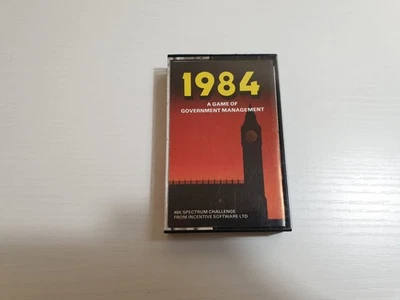 1984
A GAME OF
GOVERNMENT MANAGEMENT
48K SPECTRUM CHALLENGE
FROM INCENTIVE SOFTWARE LTD